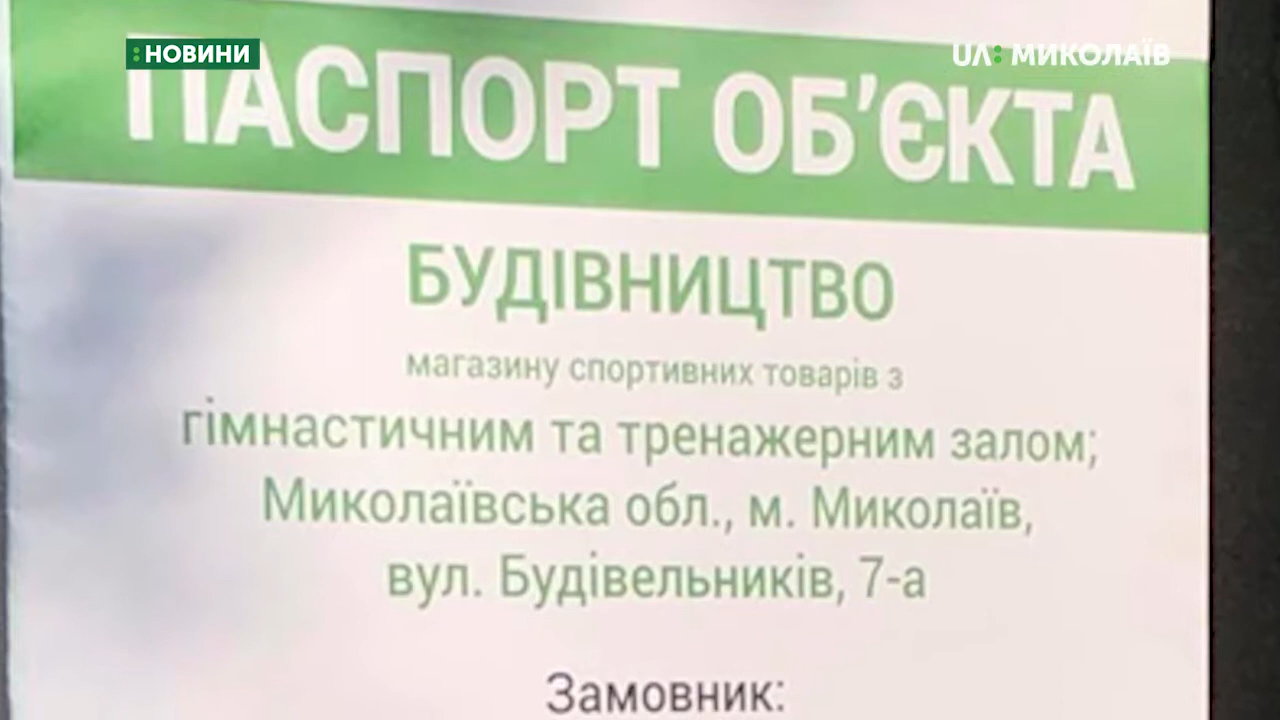 :НОВИНИ
UA: МИКОЛАЇВ
ПАСПОРТ ОБ’ЄКТА
БУДІВНИЦТВО
магазину спортивних товарів з
гімнастичним та тренажерним залом;
Миколаївська обл., м. Миколаїв,
вул. Будівельників, 7-а
Замовник: